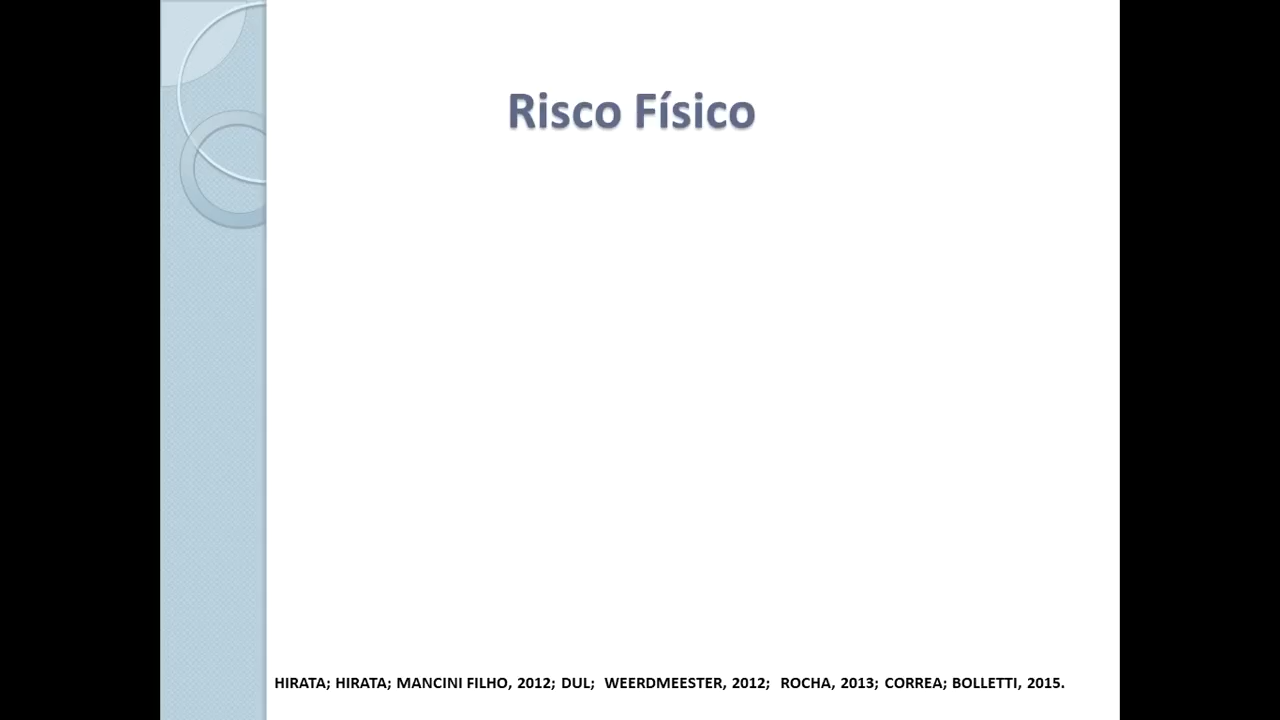 Risco Físico
HIRATA; HIRATA; MANCINI FILHO, 2012; DUL; WEERDMEESTER, 2012; ROCHA, 2013; CORREA; BOLLETTI, 2015.